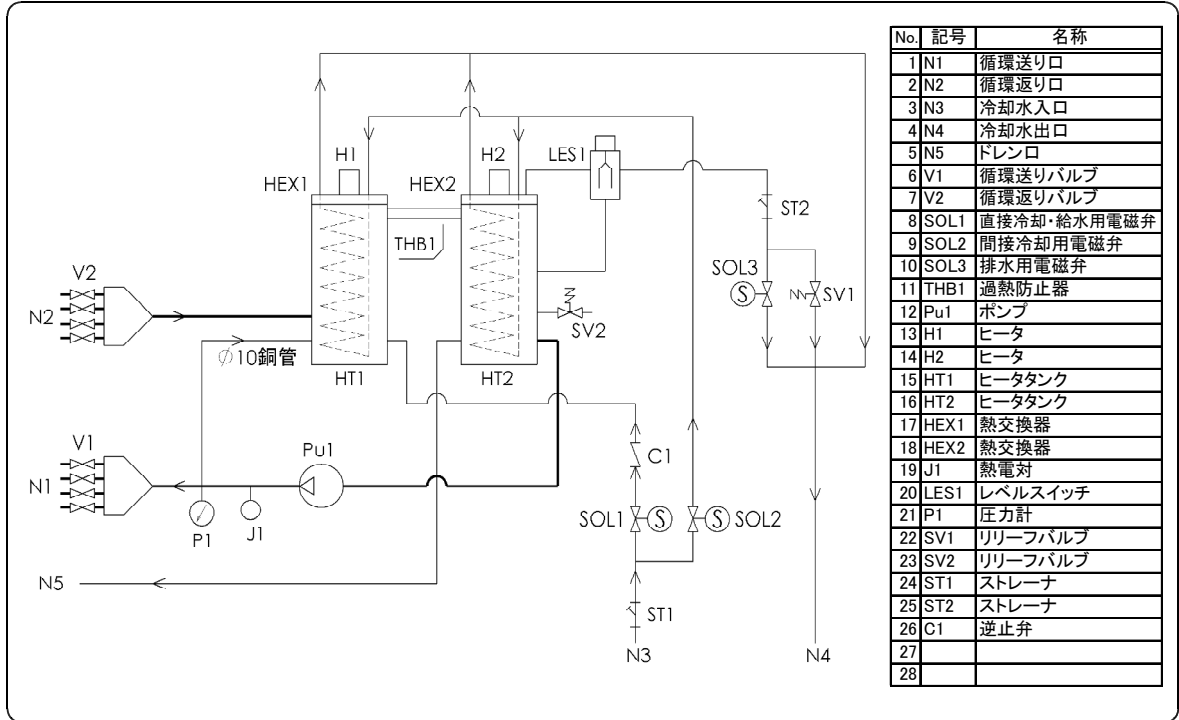 H1
H2
LES1
HEX1
HEX2
ST2
THB1
V2
SOL3
S
SV1
N2
SV2
∅10銅管
HT1
HT2
V1
Pu1
C1
N1
SOL1
S
S
SOL2
P1
J1
N5
ST1
N3
N4
No. 記号 名称
1 N1 循環送り口
2 N2 循環返り口
3 N3 冷却水入口
4 N4 冷却水出口
5 N5 ドレン口
6 V1 循環送りバルブ
7 V2 循環返りバルブ
8 SOL1 直接冷却・給水用電磁弁
9 SOL2 間接冷却用電磁弁
10 SOL3 排水用電磁弁
11 THB1 過熱防止器
12 Pu1 ポンプ
13 H1 ヒータ
14 H2 ヒータ
15 HT1 ヒータタンク
16 HT2 ヒータタンク
17 HEX1 熱交換器
18 HEX2 熱交換器
19 J1 熱電対
20 LES1 レベルスイッチ
21 P1 圧力計
22 SV1 リリーフバルブ
23 SV2 リリーフバルブ
24 ST1 ストレーナ
25 ST2 ストレーナ
26 C1 逆止弁
27
28